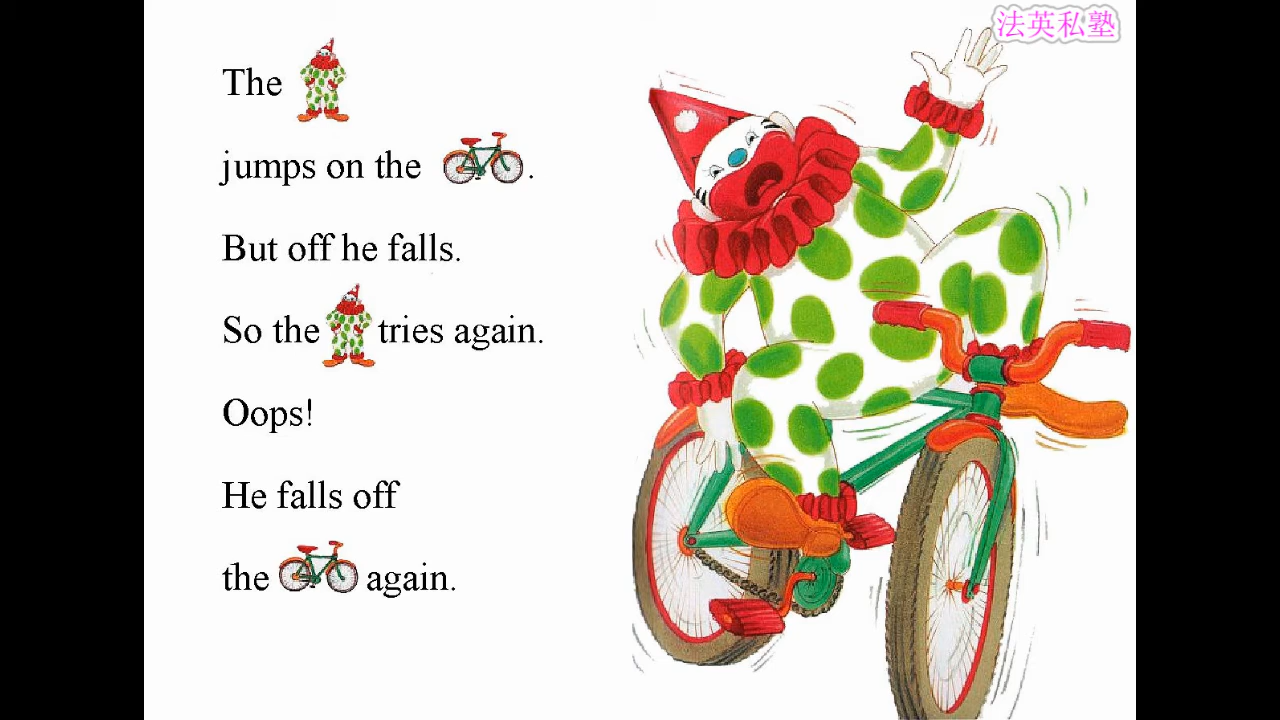 法英私塾
The
jumps on the .
But off he falls.
So the tries again.
Oops!
He falls off
the again.